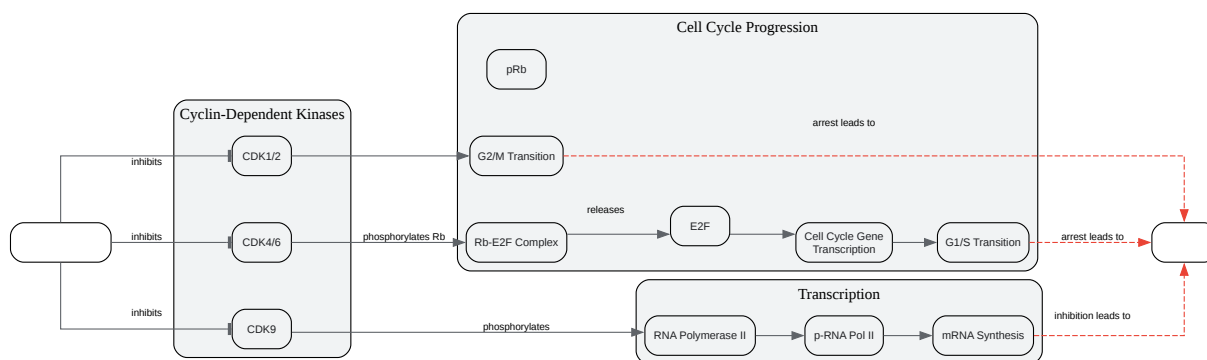 Cell Cycle Progression
pRb
Cyclin-Dependent Kinases
arrest leads to
CDK1/2
inhibits
G2/M Transition
releases
E2F
inhibits
CDK4/6
phosphorylates Rb
Rb-E2F Complex
Cell Cycle Gene
Transcription
G1/S Transition
arrest leads to
Transcription
inhibits
CDK9
phosphorylates
RNA Polymerase II
p-RNA Pol II
mRNA Synthesis
inhibition leads to